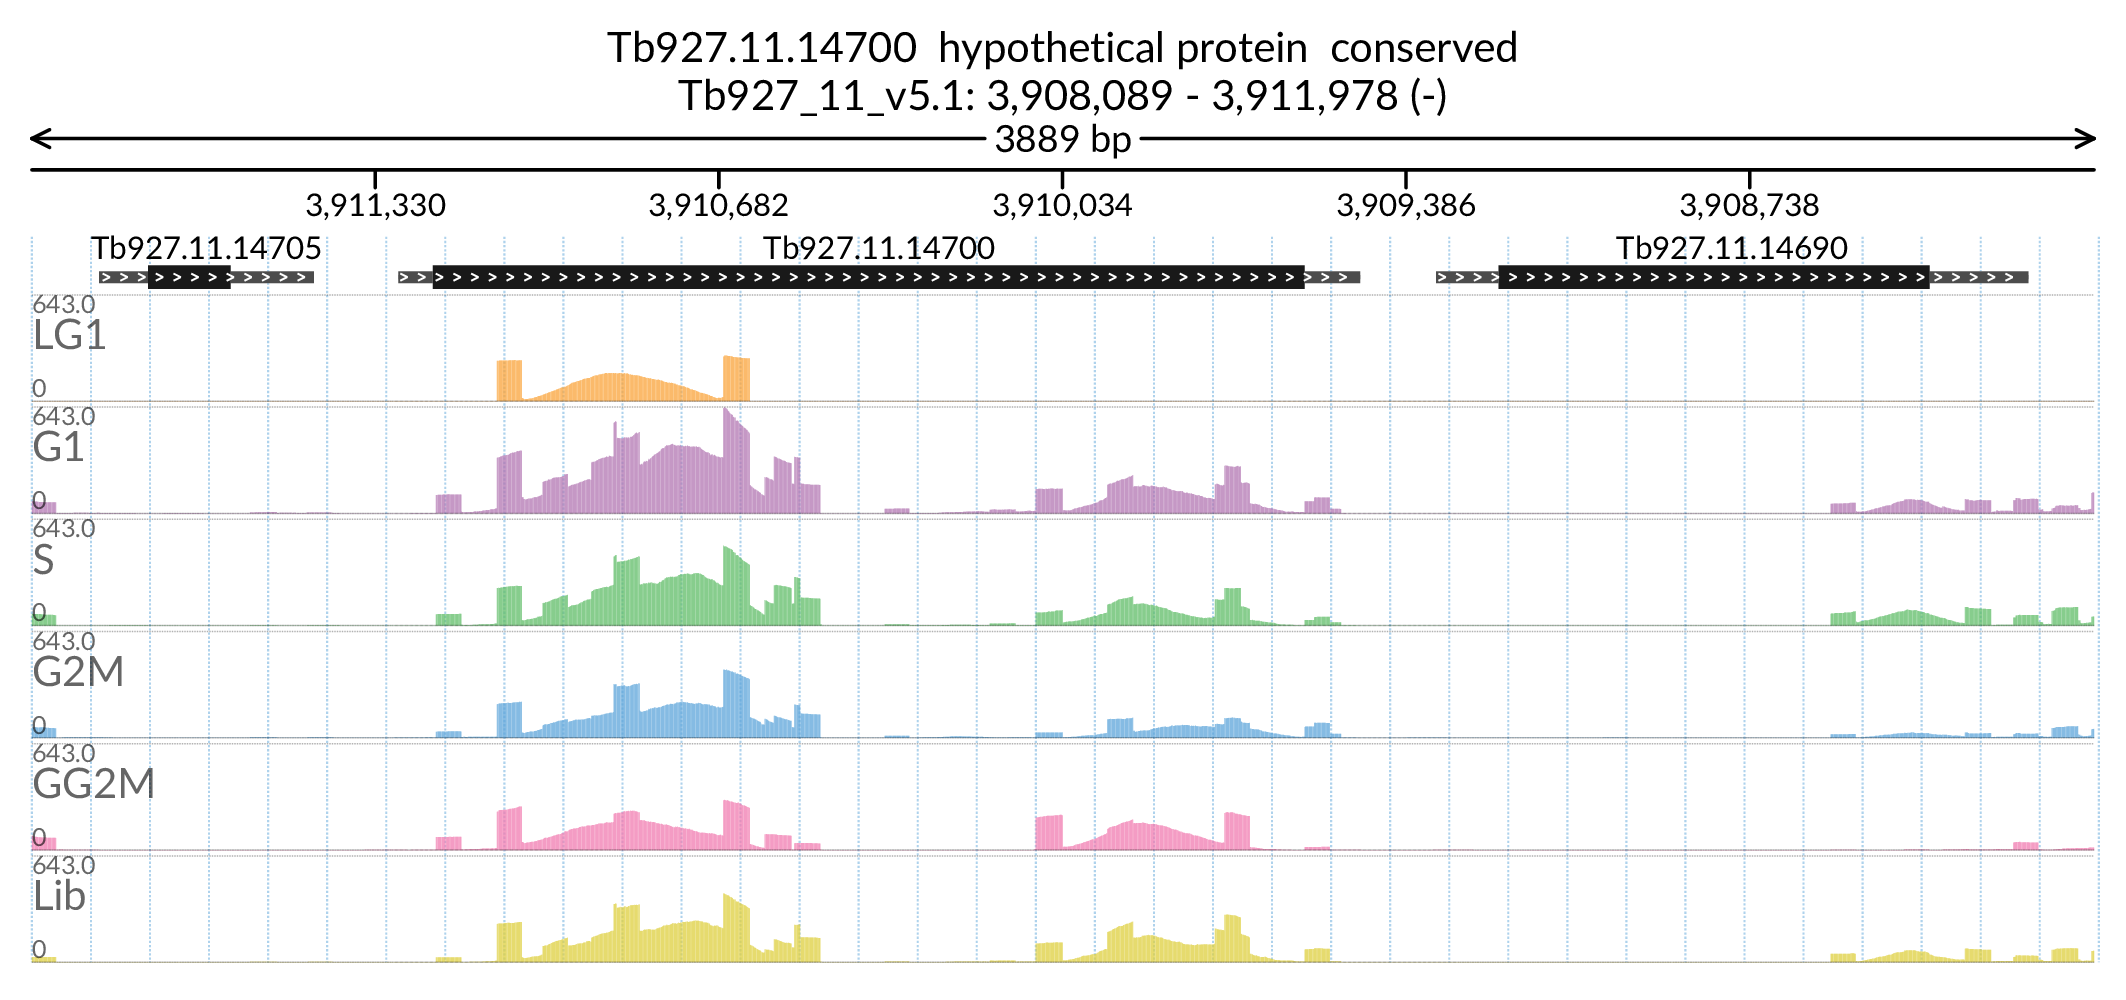 Tb927.11.14700 hypothetical protein conserved
Tb927_11_v5.1: 3,908,089 - 3,911,978 (-)
3889 bp
3,911,330 3,910,682 3,910,034 3,909,386 3,908,738
Tb927.11.14705 Tb927.11.14700 Tb927.11.14690
643.0
LG1
0
643.0
G1
0
643.0
S
0
643.0
G2M
0
643.0
GG2M
0
643.0
Lib
0